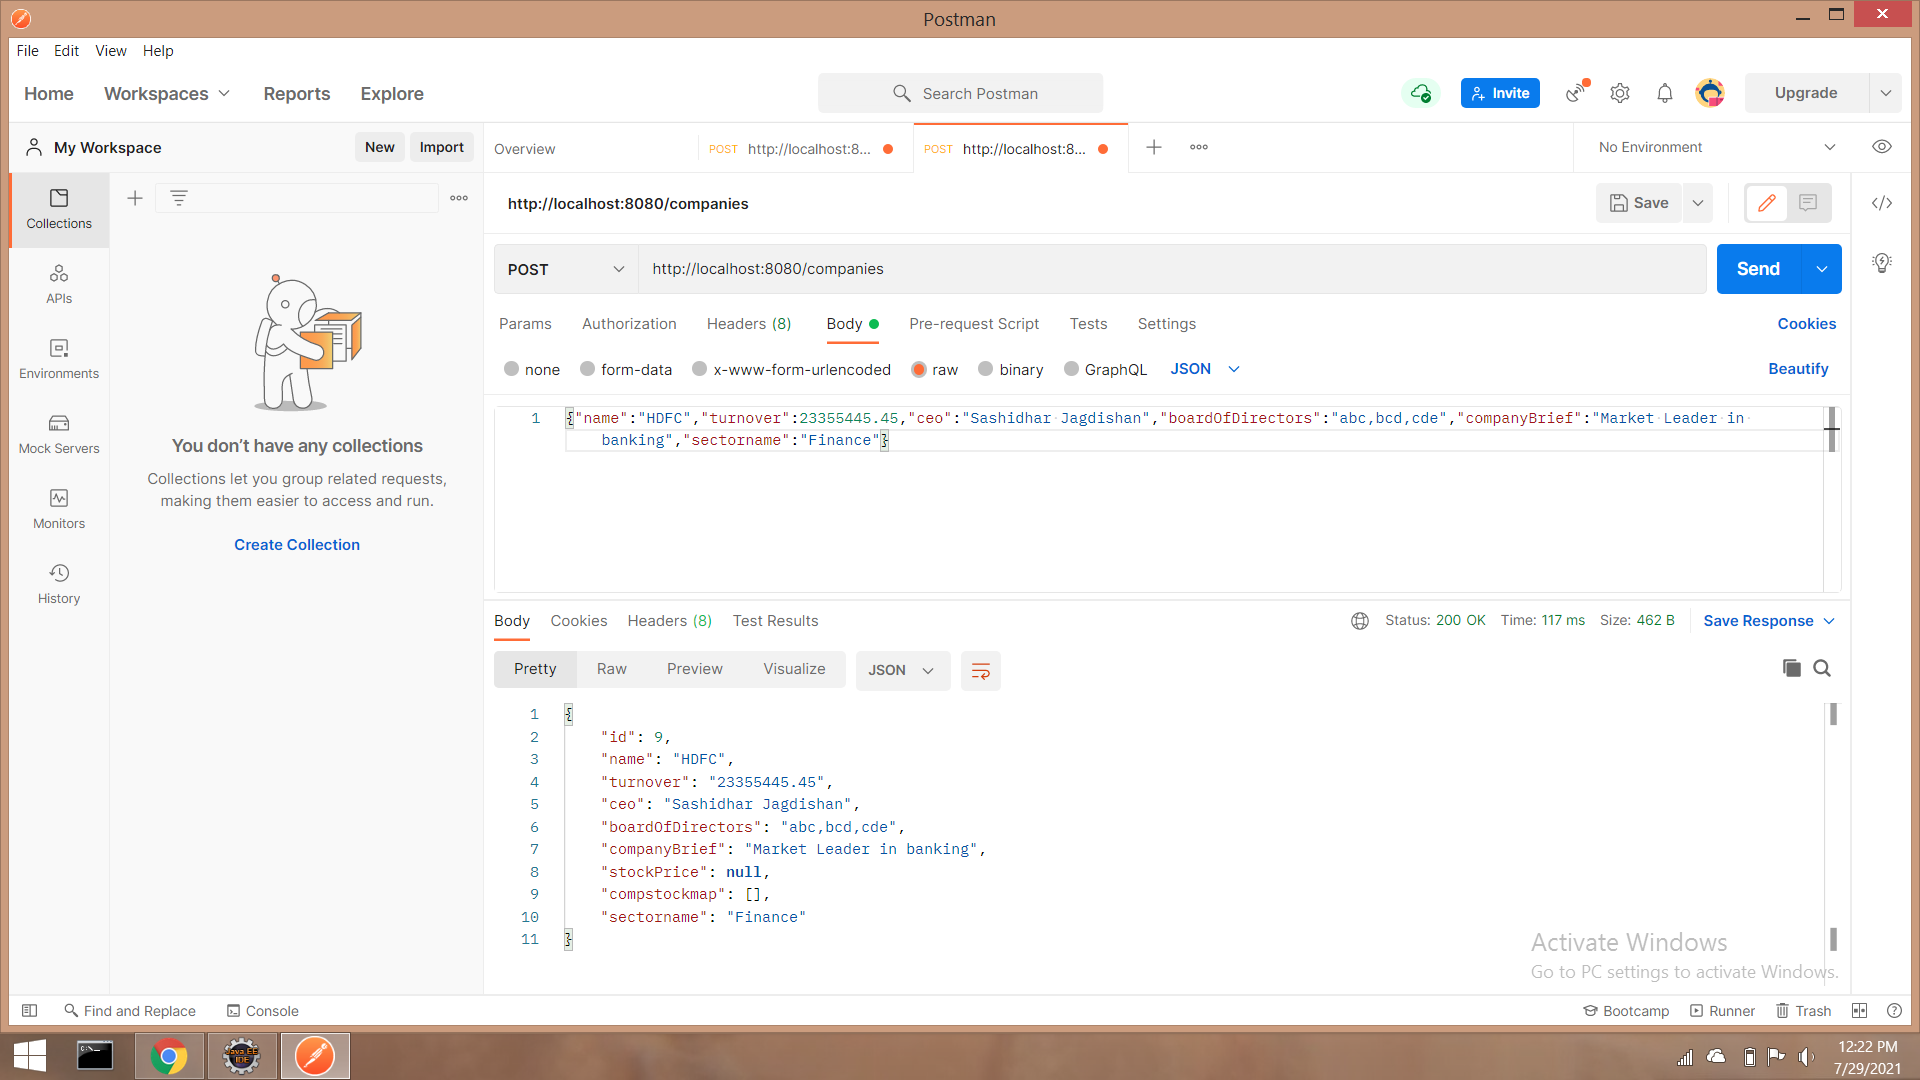 Postman
File Edit View Help
Home Workspaces Reports Explore Search Postman Invite Upgrade
My Workspace New Import Overview POST http://localhost:8... POST http://localhost:8... No Environment
Collections
http://localhost:8080/companies Save
POST http://localhost:8080/companies Send
APIs
Params Authorization Headers (8) Body Pre-request Script Tests Settings Cookies
Environments
none form-data x-www-form-urlencoded raw binary GraphQL JSON Beautify
1 {"name":"HDFC","turnover":23355445.45,"ceo":"Sashidhar Jagdishan","boardOfDirectors":"abc,bcd,cde","companyBrief":"Market Leader in
banking","sectorname":"Finance"}
Mock Servers
You don't have any collections
Collections let you group related requests,
making them easier to access and run.
Monitors
Create Collection
History
Body Cookies Headers (8) Test Results Status: 200 OK Time: 117 ms Size: 462 B Save Response
Pretty Raw Preview Visualize JSON
1 {
2 "id": 9,
3 "name": "HDFC",
4 "turnover": "23355445.45",
5 "ceo": "Sashidhar Jagdishan",
6 "boardOfDirectors": "abc,bcd,cde",
7 "companyBrief": "Market Leader in banking",
8 "stockPrice": null,
9 "compstockmap": [],
10 "sectorname": "Finance"
11 }
Activate Windows
Go to PC settings to activate Windows.
Find and Replace Console Bootcamp Runner Trash
C:\_
Java EE
IDE
12:22 PM
7/29/2021